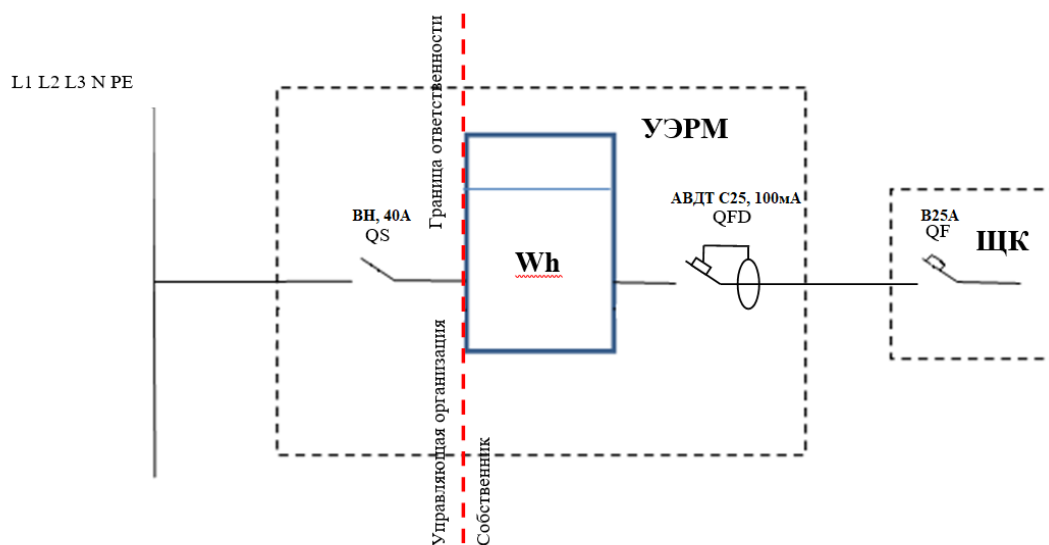 L1 L2 L3 N PE
Граница ответственности
УЭРМ
ВН, 40А
QS
Wh
АВДТ С25, 100мА
QFD
В25А
QF
ЩК
Управляющая организация
Собственник